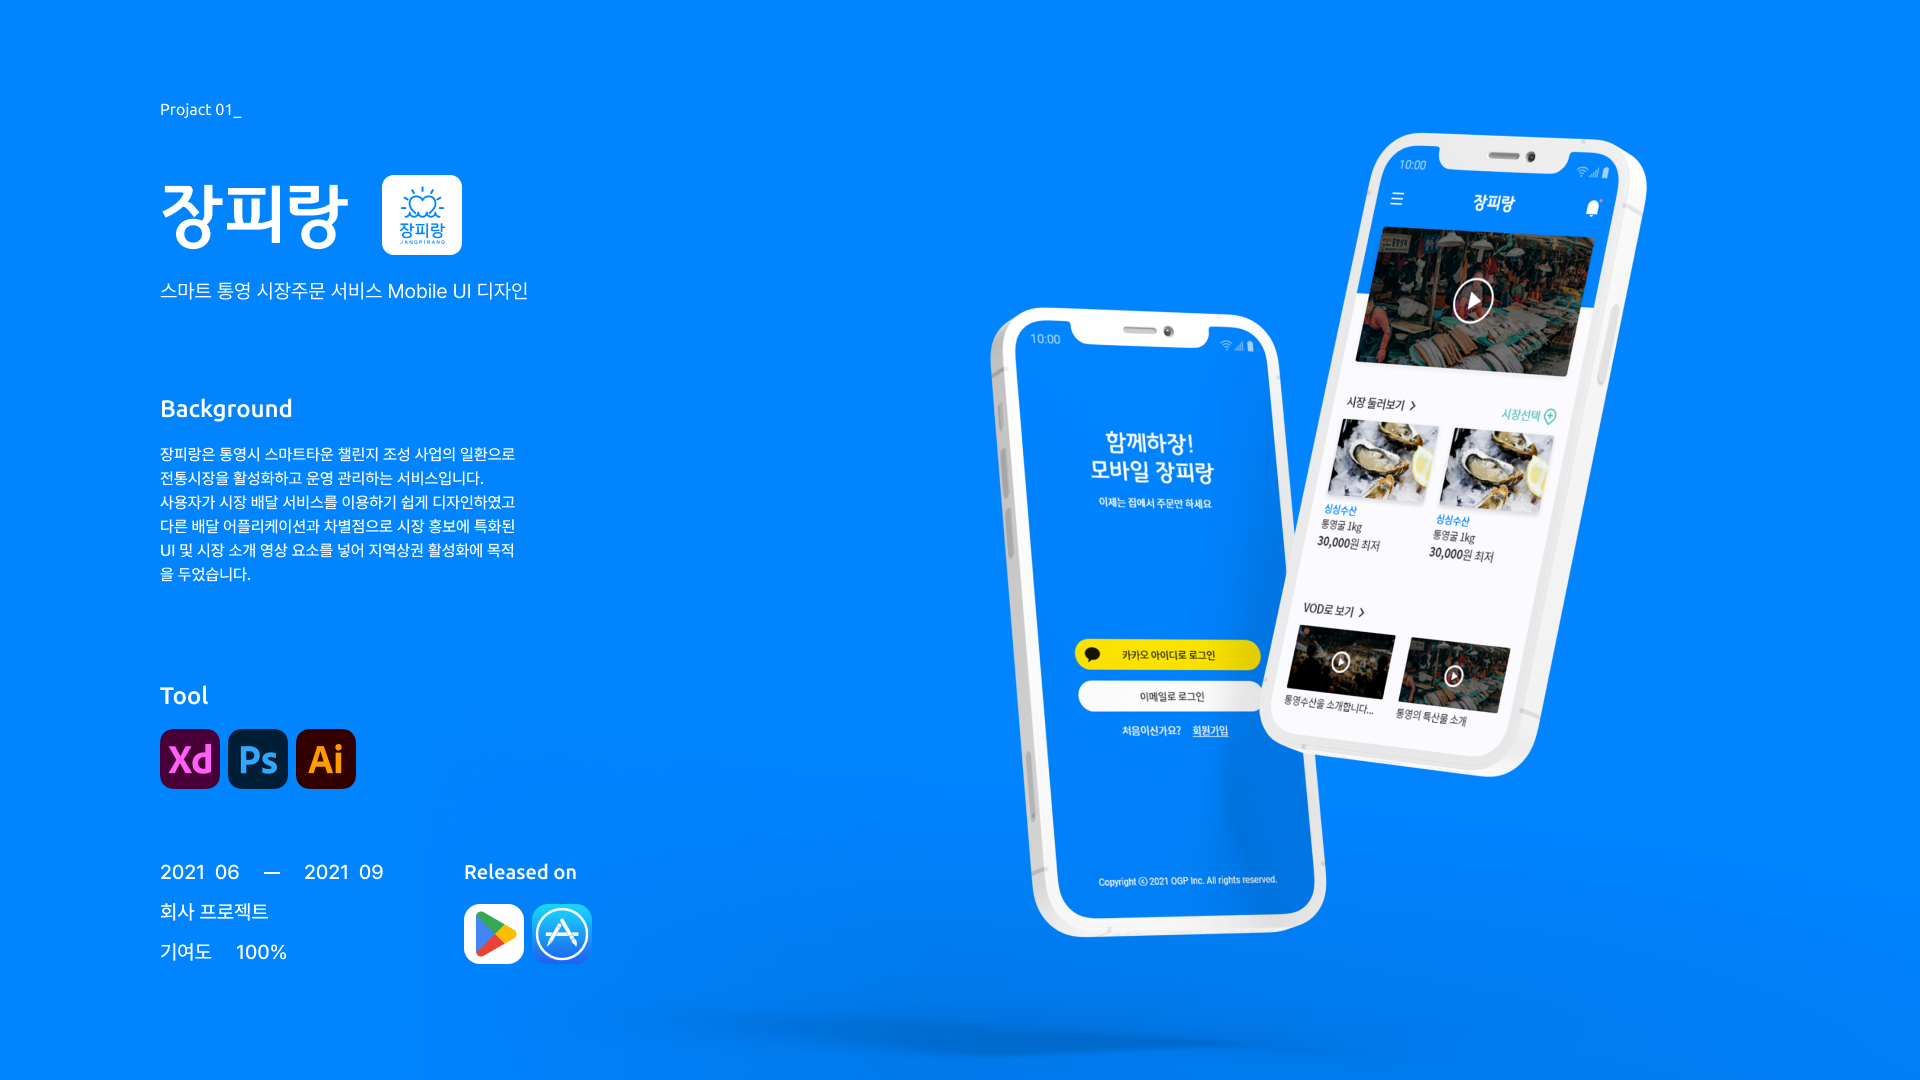 Projact 01_
장피랑
장피랑
JANGPIRANG
스마트 통영 시장주문 서비스 Mobile UI 디자인
Background
장피랑은 통영시 스마트타운 챌린지 조성 사업의 일환으로
전통시장을 활성화하고 운영 관리하는 서비스입니다.
사용자가 시장 배달 서비스를 이용하기 쉽게 디자인하였고
다른 배달 어플리케이션과 차별점으로 시장 홍보에 특화된
UI 및 시장 소개 영상 요소를 넣어 지역상권 활성화에 목적
을 두었습니다.
Tool
Xd Ps Ai
2021 06 — 2021 09
회사 프로젝트
기여도 100%
Released on
10:00
함께하장!
모바일 장피랑
이제는 집에서 주문만 하세요
카카오 아이디로 로그인
이메일로 로그인
처음이신가요? 회원가입
Copyright ⓒ 2021 OGP Inc. All rights reserved.
10:00
장피랑
시장 둘러보기 >
시장선택
싱싱수산
통영굴 1kg
30,000원 최저
싱싱수산
통영굴 1kg
30,000원 최저
VOD로 보기 >
통영수산을 소개합니다...
통영의 특산물 소개